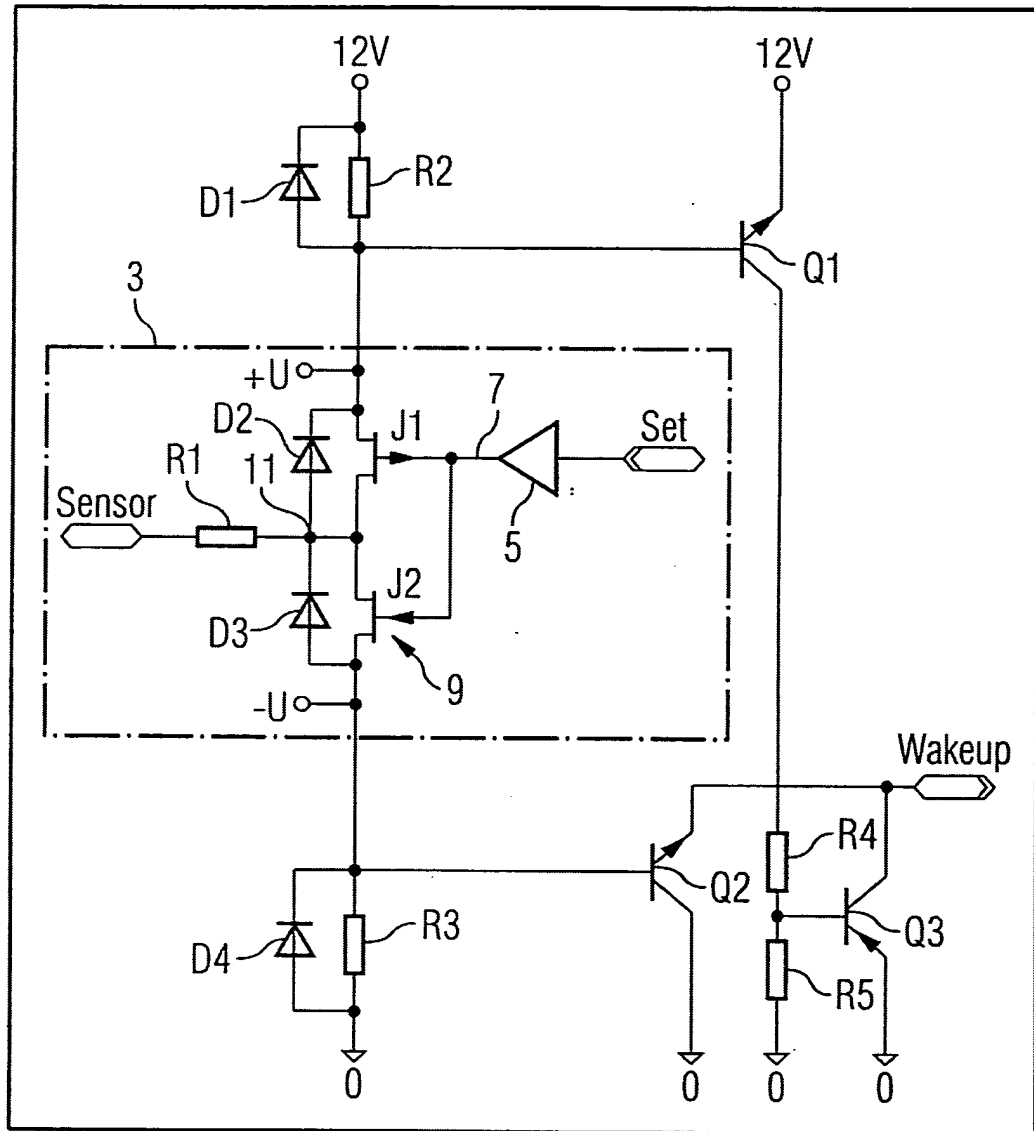 12V 12V
D1 R2
Q1
3
+U
D2 J1 7 Set
R1 11
Sensor 5
J2
D3
9
-U
Wakeup
R4
Q2
D4 R3 Q3
R5
0 0 0 0